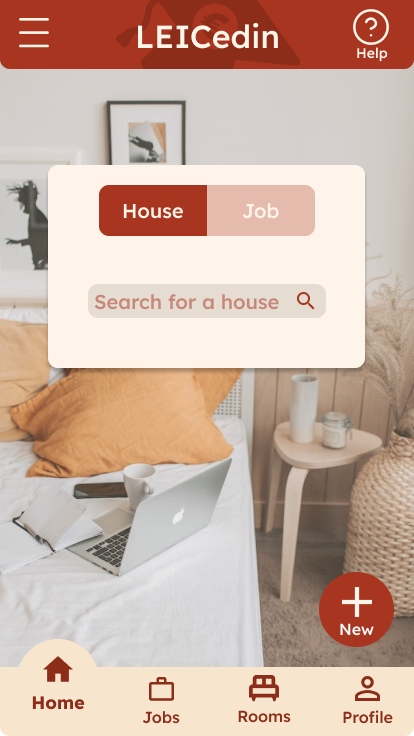 LEICedin
Help
House Job
Search for a house
New
Home
Jobs
Rooms
Profile